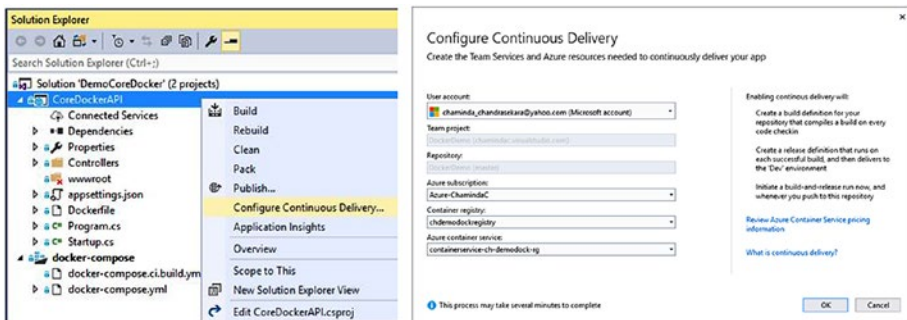 Solution Explorer
Search Solution Explorer (Ctrl+;)
Solution 'DemoCoreDocker' (2 projects)
CoreDockerAPI
Connected Services
Dependencies
Properties
Controllers
wwwroot
appsettings.json
Dockerfile
Program.cs
Startup.cs
docker-compose
docker-compose.ci.build.ym
docker-compose.yml
Build
Rebuild
Clean
Pack
Publish...
Configure Continuous Delivery...
Application Insights
Overview
Scope to This
New Solution Explorer View
Edit CoreDockerAPI.csproj
Configure Continuous Delivery
Create the Team Services and Azure resources needed to continuously deliver your app
User account:
chaminda_chandrasekara@yahoo.com (Microsoft account)
Team project:
DockerDemo (chamindac.visualstudio.com)
Repository:
DockerDemo (master)
Azure subscription:
Azure-ChamindaC
Container registry:
chdemodockregistry
Azure container service:
containerservice-ch-demodock-rg
This process may take several minutes to complete
Enabling continous delivery will:
Create a build definition for your
repository that compiles a build on every
code checkin
Create a release definition that runs on
each successful build, and then delivers to
the 'Dev' environment
Initiate a build-and-release run now, and
whenever you push to this repository
Review Azure Container Service pricing
information
What is continuous delivery?
OK
Cancel